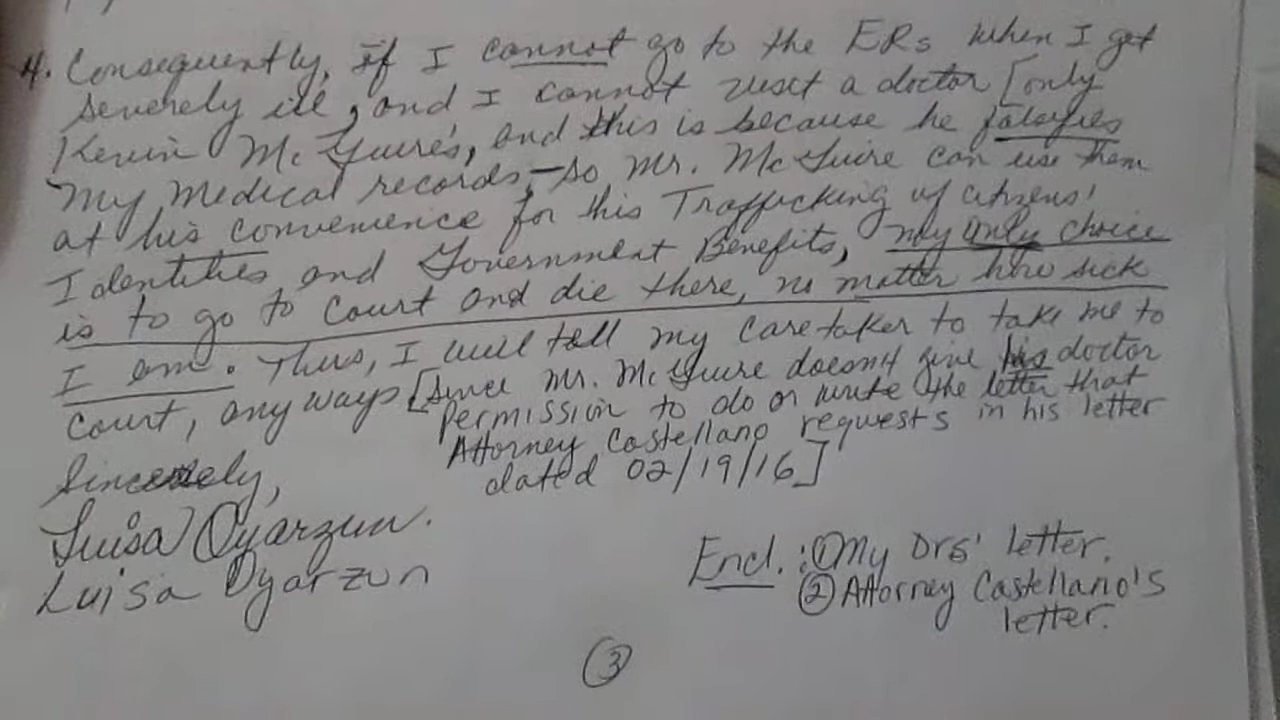 4. Consequently, if I cannot go to the ERs when I get
severely ill, and I cannot visit a doctor [only
Kevin McGuire's, and this is because he falsifies
my medical records, so Mr. McGuire can use them
at his convenience for this Trafficking of citizens'
Identities and Government Benefits, my only choice
is to go to court and die there, no matter how sick
I am. Thus, I will tell my caretaker to take me to
court, anyways [Since Mr. McGuire doesn't give his doctor
permission to do or write the letter that
Attorney Castellano requests in his letter
dated 02/19/16]
Sincerely,
Luisa Oyarzun.
Luisa Oyarzun
Encl.: ① My Drs' letter.
② Attorney Castellano's
letter.
③